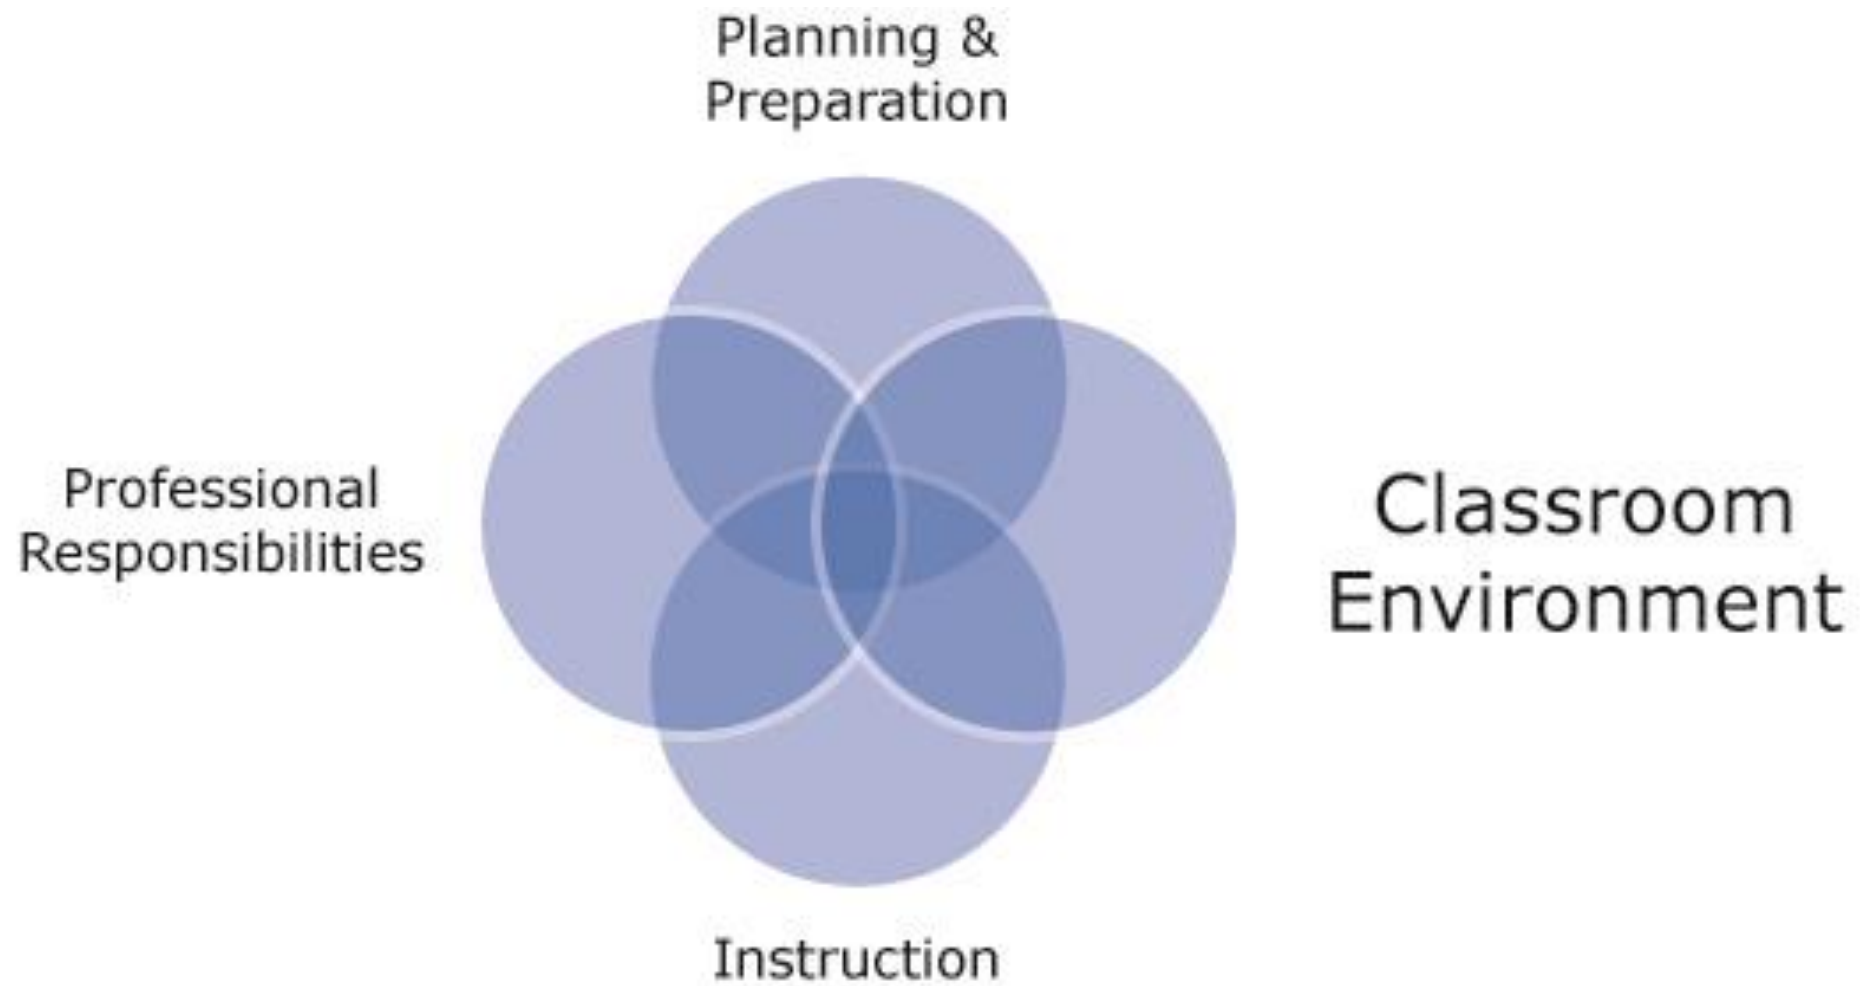 Planning &
Preparation
Professional
Responsibilities
Classroom
Environment
Instruction